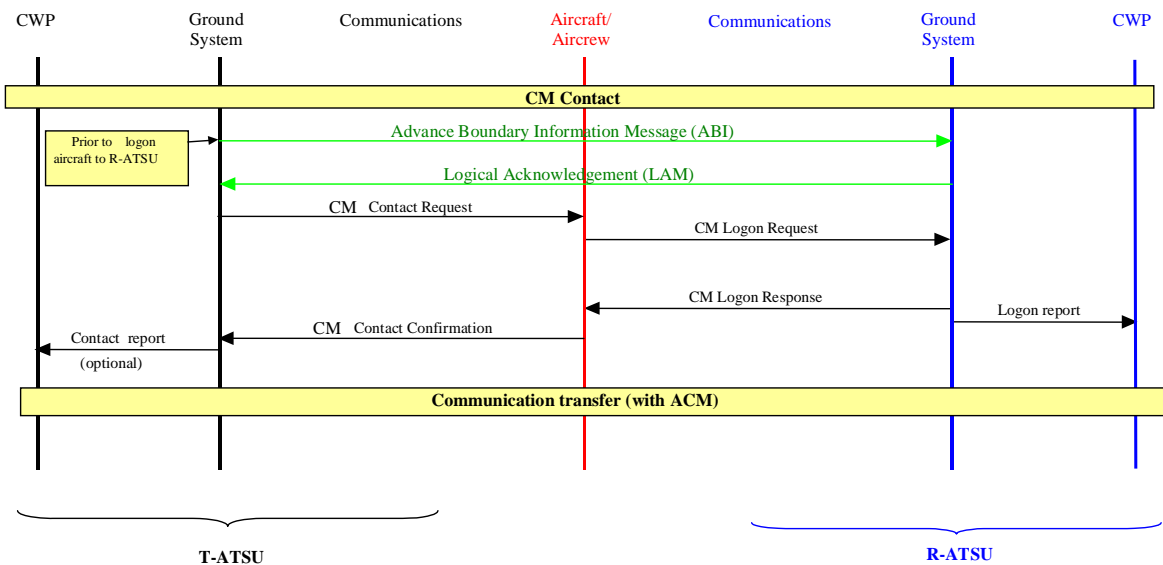 CWP
Ground
System
Communications
Aircraft/
Aircrew
Communications
Ground
System
CWP
CM Contact
Prior to logon
aircraft to R-ATSU
Advance Boundary Information Message (ABI)
Logical Acknowledgement (LAM)
CM Contact Request
CM Logon Request
CM Logon Response
Logon report
CM Contact Confirmation
Contact report
(optional)
Communication transfer (with ACM)
T-ATSU
R-ATSU